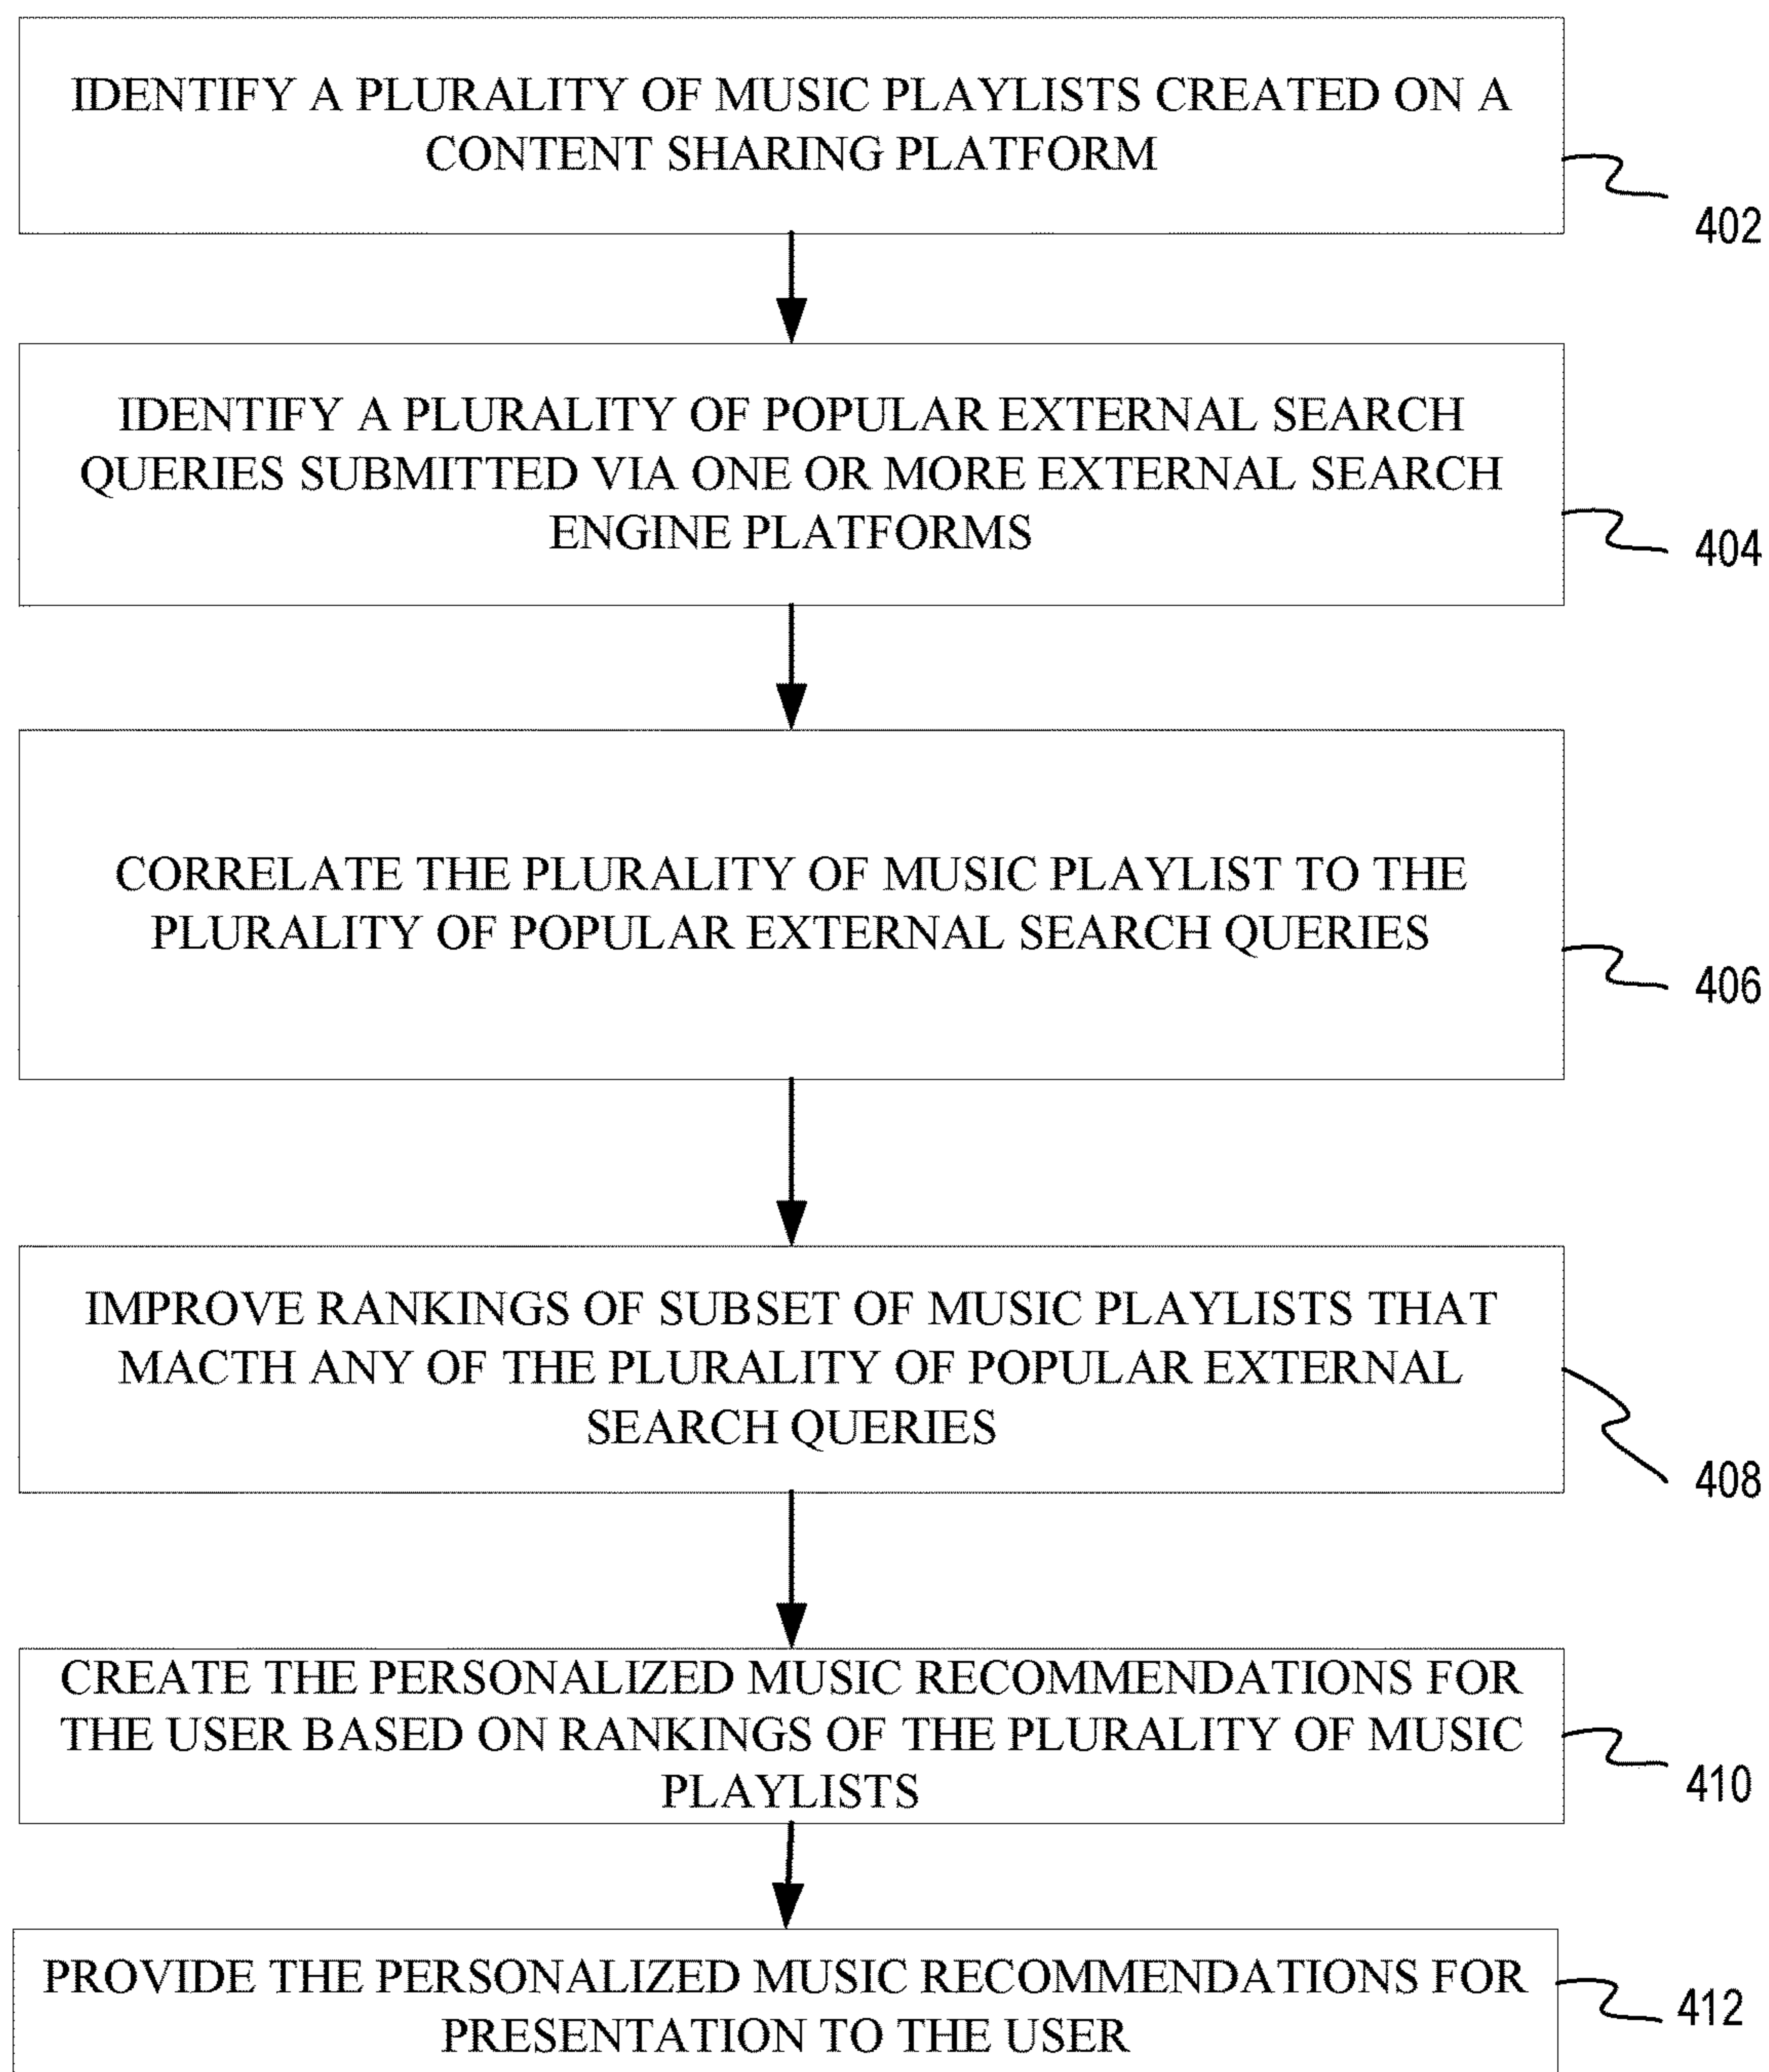 IDENTIFY A PLURALITY OF MUSIC PLAYLISTS CREATED ON A
CONTENT SHARING PLATFORM
402
IDENTIFY A PLURALITY OF POPULAR EXTERNAL SEARCH
QUERIES SUBMITTED VIA ONE OR MORE EXTERNAL SEARCH
ENGINE PLATFORMS
404
CORRELATE THE PLURALITY OF MUSIC PLAYLIST TO THE
PLURALITY OF POPULAR EXTERNAL SEARCH QUERIES
406
IMPROVE RANKINGS OF SUBSET OF MUSIC PLAYLISTS THAT
MACTH ANY OF THE PLURALITY OF POPULAR EXTERNAL
SEARCH QUERIES
408
CREATE THE PERSONALIZED MUSIC RECOMMENDATIONS FOR
THE USER BASED ON RANKINGS OF THE PLURALITY OF MUSIC
PLAYLISTS
410
PROVIDE THE PERSONALIZED MUSIC RECOMMENDATIONS FOR
PRESENTATION TO THE USER
412